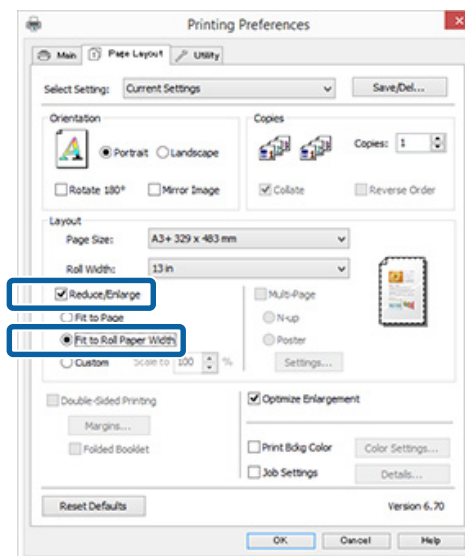 Printing Preferences
Main Page Layout Utility
Select Setting: Current Settings Save/Del...
Orientation Copies
A Portrait Landscape Copies: 1
Rotate 180° Mirror Image Collate Reverse Order
Layout
Page Size: A3+ 329 x 483 mm
Roll Width: 13 in
Reduce/Enlarge Multi-Page
Fit to Page N-up
Fit to Roll Paper Width Poster
Custom Scale to 100 % Settings...
Double-Sided Printing Optimize Enlargement
Margins...
Folded Booklet Print Bckg Color Color Settings...
Job Settings Details...
Reset Defaults Version 6.70
OK Cancel Help